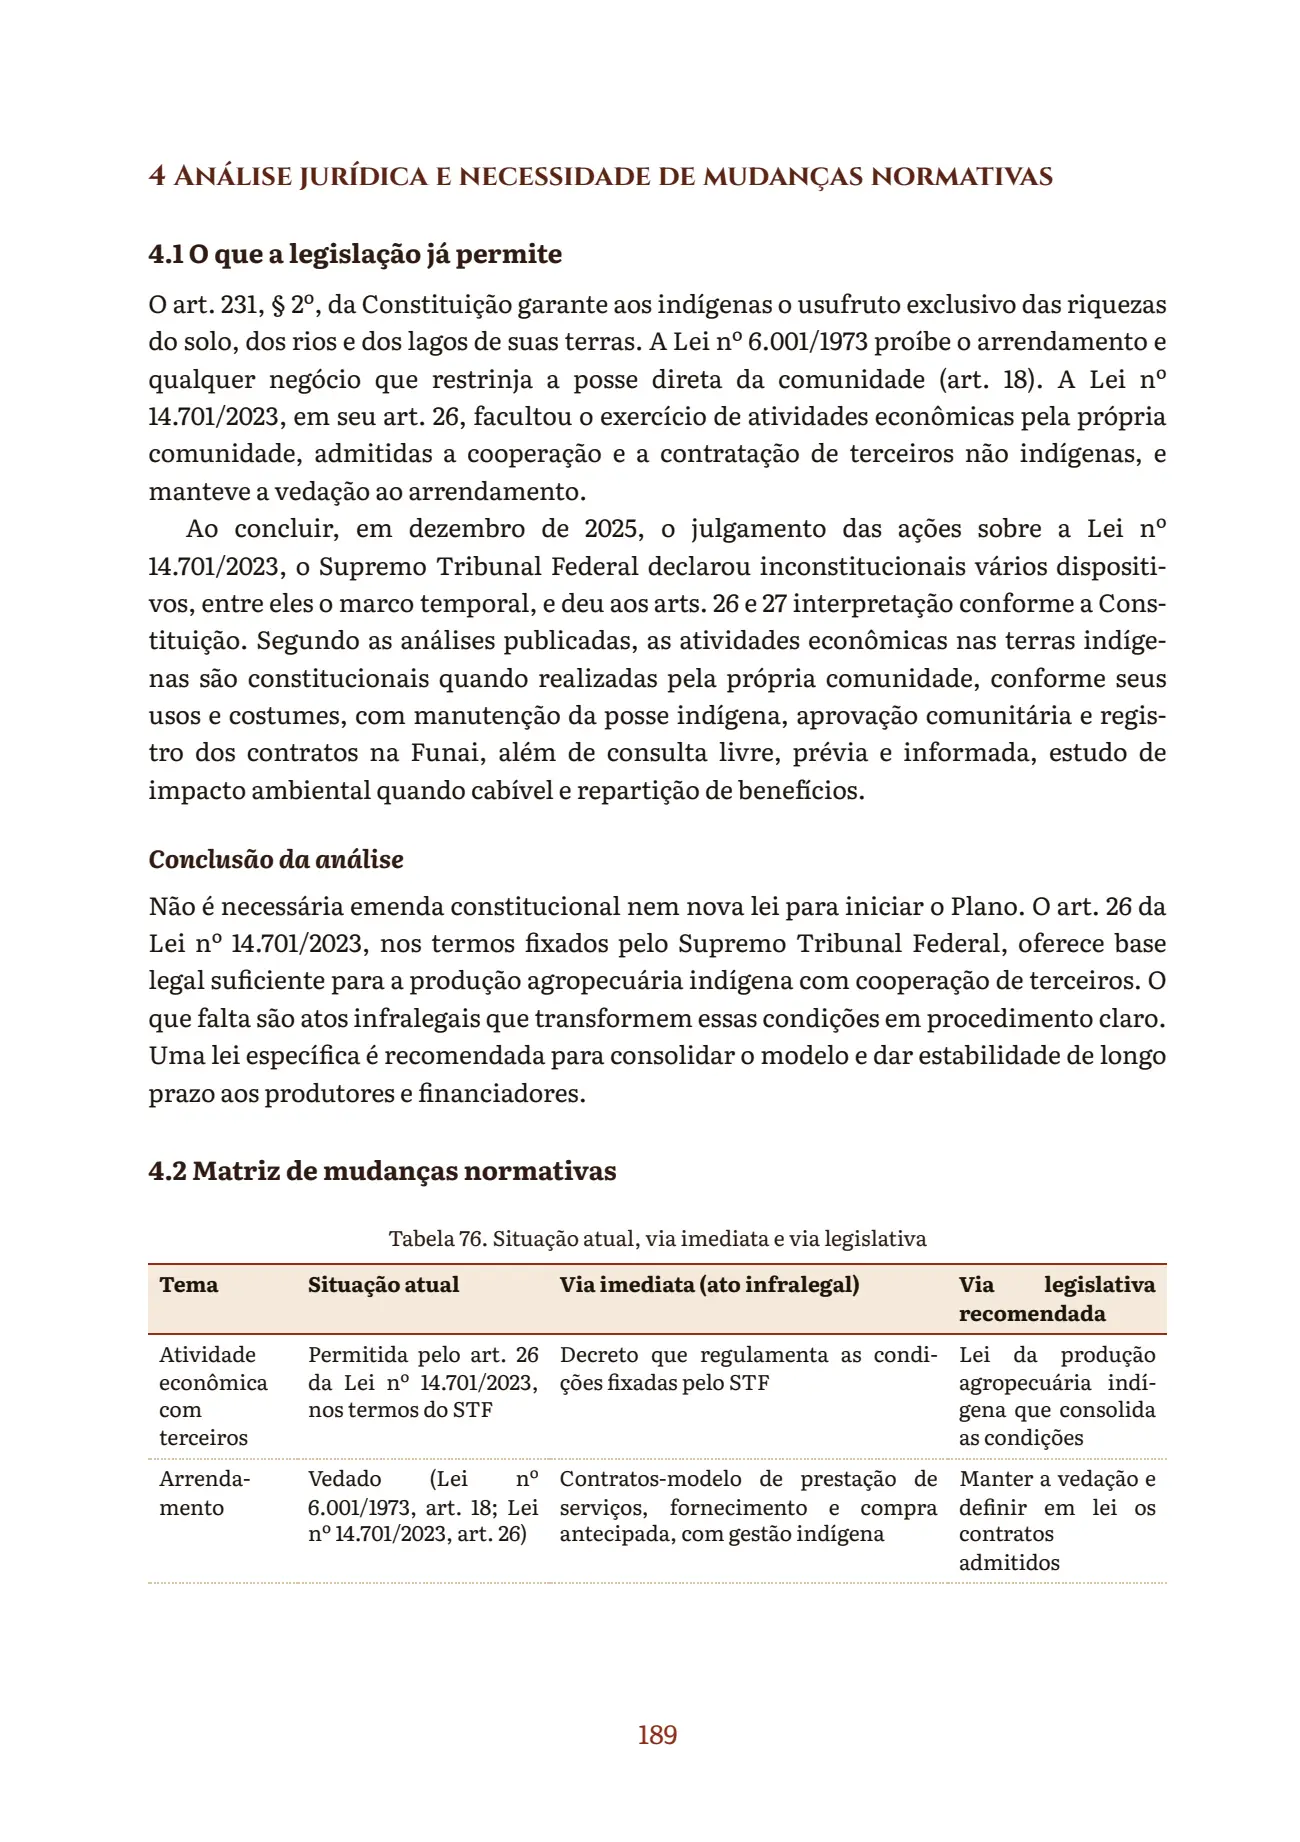 4 Análise jurídica e necessidade de mudanças normativas
4.1 O que a legislação já permite
O art. 231, § 2º, da Constituição garante aos indígenas o usufruto exclusivo das riquezas
do solo, dos rios e dos lagos de suas terras. A Lei nº 6.001/1973 proíbe o arrendamento e
qualquer negócio que restrinja a posse direta da comunidade (art. 18). A Lei nº
14.701/2023, em seu art. 26, facultou o exercício de atividades econômicas pela própria
comunidade, admitidas a cooperação e a contratação de terceiros não indígenas, e
manteve a vedação ao arrendamento.
Ao concluir, em dezembro de 2025, o julgamento das ações sobre a Lei nº
14.701/2023, o Supremo Tribunal Federal declarou inconstitucionais vários dispositi-
vos, entre eles o marco temporal, e deu aos arts. 26 e 27 interpretação conforme a Cons-
tituição. Segundo as análises publicadas, as atividades econômicas nas terras indíge-
nas são constitucionais quando realizadas pela própria comunidade, conforme seus
usos e costumes, com manutenção da posse indígena, aprovação comunitária e regis-
tro dos contratos na Funai, além de consulta livre, prévia e informada, estudo de
impacto ambiental quando cabível e repartição de benefícios.
Conclusão da análise
Não é necessária emenda constitucional nem nova lei para iniciar o Plano. O art. 26 da
Lei nº 14.701/2023, nos termos fixados pelo Supremo Tribunal Federal, oferece base
legal suficiente para a produção agropecuária indígena com cooperação de terceiros. O
que falta são atos infralegais que transformem essas condições em procedimento claro.
Uma lei específica é recomendada para consolidar o modelo e dar estabilidade de longo
prazo aos produtores e financiadores.
4.2 Matriz de mudanças normativas
Tabela 76. Situação atual, via imediata e via legislativa
Tema
Situação atual
Via imediata (ato infralegal)
Via legislativa
recomendada
Atividade
econômica
com
terceiros
Permitida pelo art. 26
da Lei nº 14.701/2023,
nos termos do STF
Decreto que regulamenta as condi-
ções fixadas pelo STF
Lei da produção
agropecuária indí-
gena que consolida
as condições
Arrenda-
mento
Vedado (Lei nº
6.001/1973, art. 18; Lei
nº 14.701/2023, art. 26)
Contratos-modelo de prestação de
serviços, fornecimento e compra
antecipada, com gestão indígena
Manter a vedação e
definir em lei os
contratos
admitidos
189